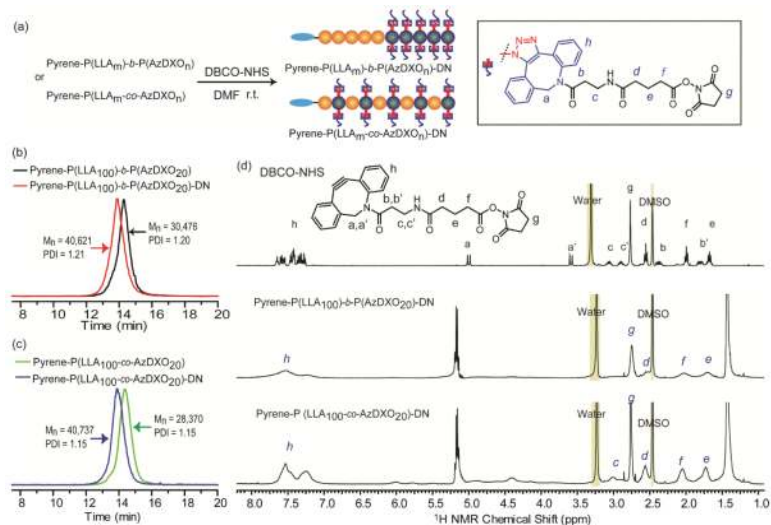 (a)
Pyrene-P(LLAm)-b-P(AzDXOn)
or
Pyrene-P(LLAm-co-AzDXOn)
DBCO-NHS
DMF r.t.
Pyrene-P(LLAm)-b-P(AzDXOn)-DN
Pyrene-P(LLAm-co-AzDXOn)-DN
N N=N
h
a
N
O
b
c
NH
O
d
e
f
O
O
N
O
O
g
(b)
Pyrene-P(LLA100)-b-P(AzDXO20)
Pyrene-P(LLA100)-b-P(AzDXO20)-DN
Mn = 40,621
PDI = 1.21
Mn = 30,476
PDI = 1.20
8 10 12 14 16 18 20
Time (min)
(c)
Pyrene-P(LLA100-co-AzDXO20)
Pyrene-P(LLA100-co-AzDXO20)-DN
Mn = 40,737
PDI = 1.15
Mn = 28,370
PDI = 1.15
8 10 12 14 16 18 20
Time (min)
(d) DBCO-NHS
h
N
a,a'
O
b,b'
c,c'
NH
O
d
e
f
O
O
N
O
O
g
h a a' Water c c' g d DMSO b f b' e
Pyrene-P(LLA100)-b-P(AzDXO20)-DN
h Water g d DMSO f e
Pyrene-P (LLA100-co-AzDXO20)-DN
h Water c g d DMSO f e
8.0 7.5 7.0 6.5 6.0 5.5 5.0 4.5 4.0 3.5 3.0 2.5 2.0 1.5 1.0
1H NMR Chemical Shift (ppm)